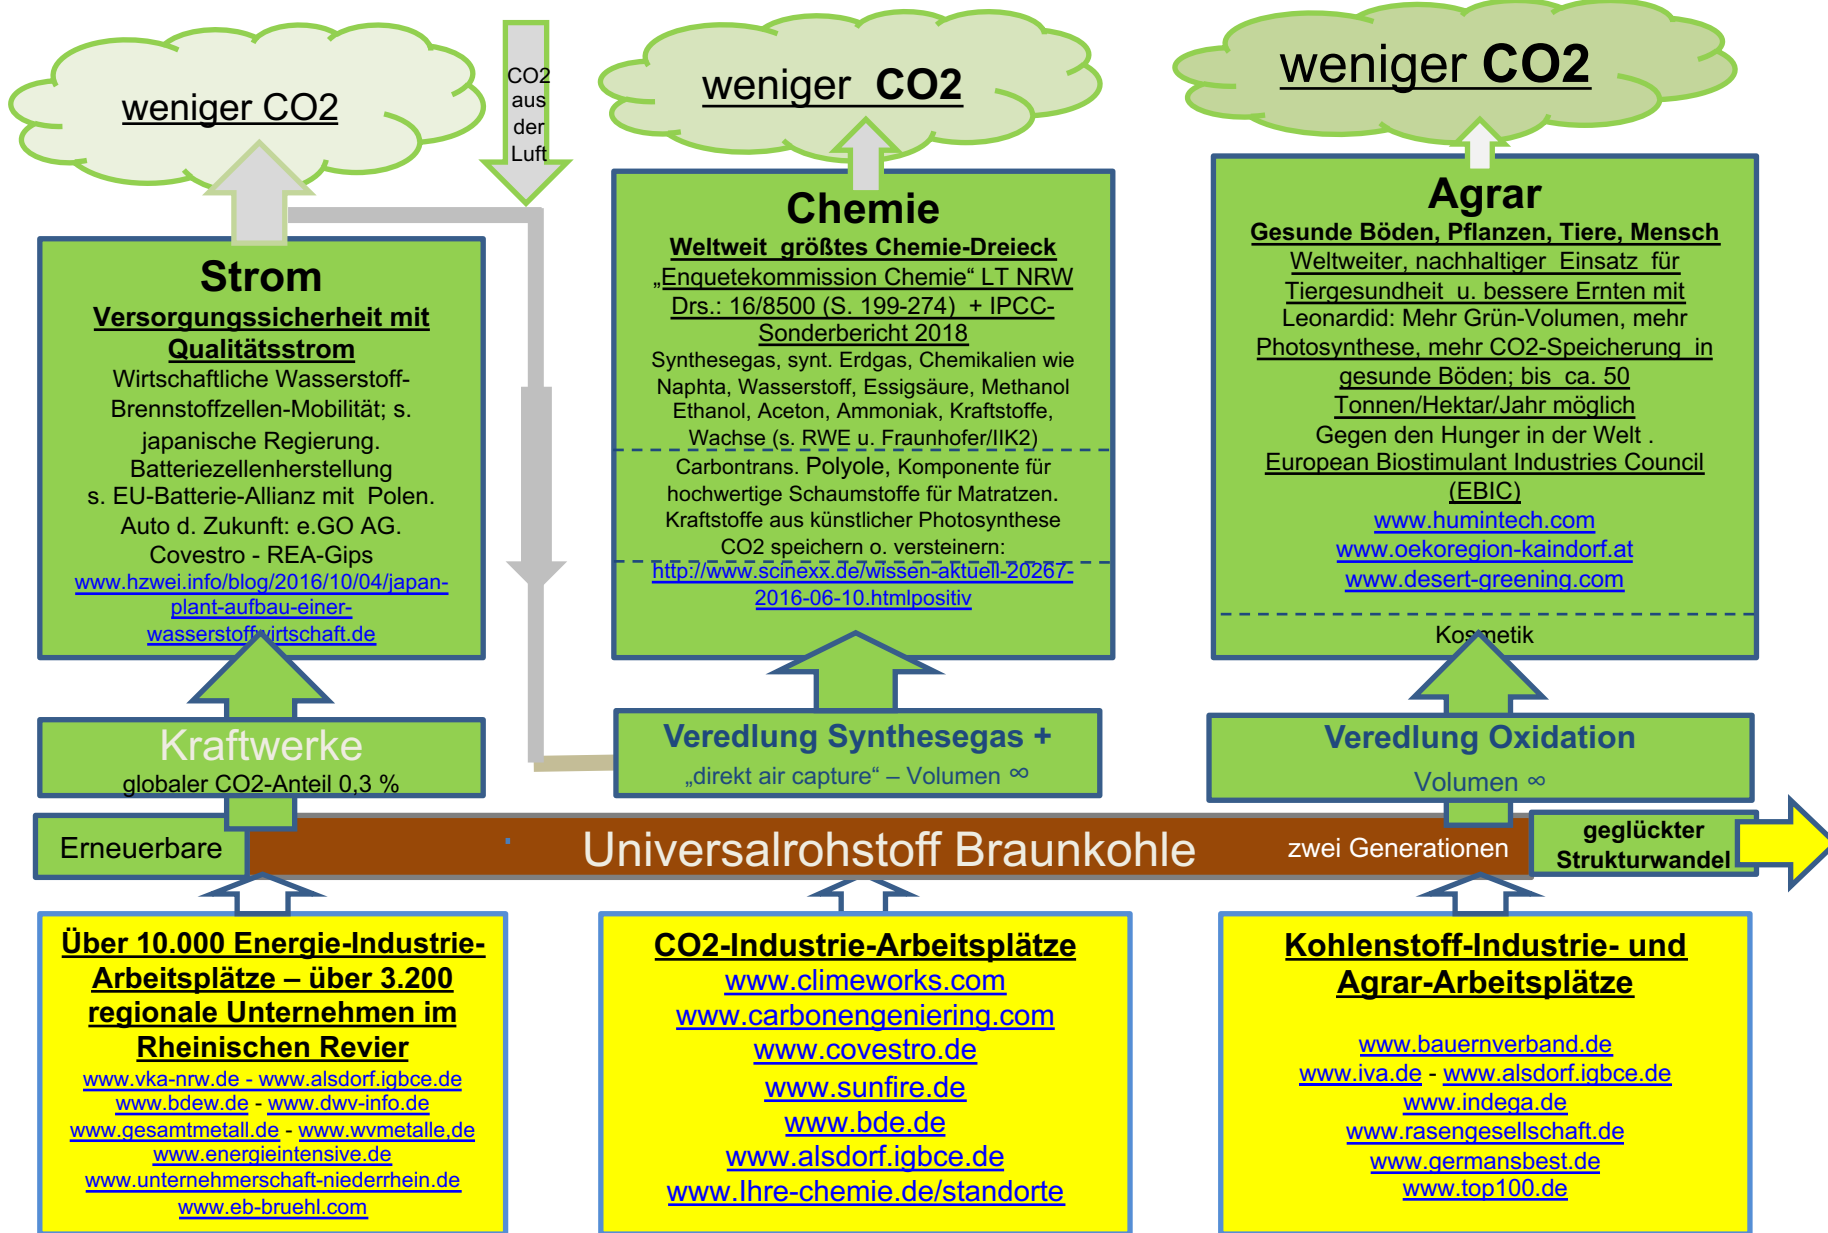 weniger CO2
CO2
aus
der
Luft
weniger CO2
weniger CO2
Strom
Versorgungssicherheit mit
Qualitätsstrom
Wirtschaftliche Wasserstoff-
Brennstoffzellen-Mobilität; s.
japanische Regierung.
Batteriezellenherstellung
s. EU-Batterie-Allianz mit Polen.
Auto d. Zukunft: e.GO AG.
Covestro - REA-Gips
www.hzwei.info/blog/2016/10/04/japan-
plant-aufbau-einer-
wasserstoffwirtschaft.de
Chemie
Weltweit größtes Chemie-Dreieck
„Enquetekommission Chemie“ LT NRW
Drs.: 16/8500 (S. 199-274) + IPCC-
Sonderbericht 2018
Synthesegas, synt. Erdgas, Chemikalien wie
Naphta, Wasserstoff, Essigsäure, Methanol
Ethanol, Aceton, Ammoniak, Kraftstoffe,
Wachse (s. RWE u. Fraunhofer/IIK2)
Carbontrans. Polyole, Komponente für
hochwertige Schaumstoffe für Matratzen.
Kraftstoffe aus künstlicher Photosynthese
CO2 speichern o. versteinern:
http://www.scinexx.de/wissen-aktuell-20267-
2016-06-10.htmlpositiv
Agrar
Gesunde Böden, Pflanzen, Tiere, Mensch
Weltweiter, nachhaltiger Einsatz für
Tiergesundheit u. bessere Ernten mit
Leonardid: Mehr Grün-Volumen, mehr
Photosynthese, mehr CO2-Speicherung in
gesunde Böden; bis ca. 50
Tonnen/Hektar/Jahr möglich
Gegen den Hunger in der Welt .
European Biostimulant Industries Council
(EBIC)
www.humintech.com
www.oekoregion-kaindorf.at
www.desert-greening.com
Kosmetik
Kraftwerke
globaler CO2-Anteil 0,3 %
Veredlung Synthesegas +
„direkt air capture“ – Volumen ∞
Veredlung Oxidation
Volumen ∞
Erneuerbare
Universalrohstoff Braunkohle
zwei Generationen
geglückter
Strukturwandel
Über 10.000 Energie-Industrie-
Arbeitsplätze – über 3.200
regionale Unternehmen im
Rheinischen Revier
www.vka-nrw.de - www.alsdorf.igbce.de
www.bdew.de - www.dwv-info.de
www.gesamtmetall.de - www.wvmetalle,de
www.energieintensive.de
www.unternehmerschaft-niederrhein.de
www.eb-bruehl.com
CO2-Industrie-Arbeitsplätze
www.climeworks.com
www.carbonengeniering.com
www.covestro.de
www.sunfire.de
www.bde.de
www.alsdorf.igbce.de
www.Ihre-chemie.de/standorte
Kohlenstoff-Industrie- und
Agrar-Arbeitsplätze
www.bauernverband.de
www.iva.de - www.alsdorf.igbce.de
www.indega.de
www.rasengesellschaft.de
www.germansbest.de
www.top100.de